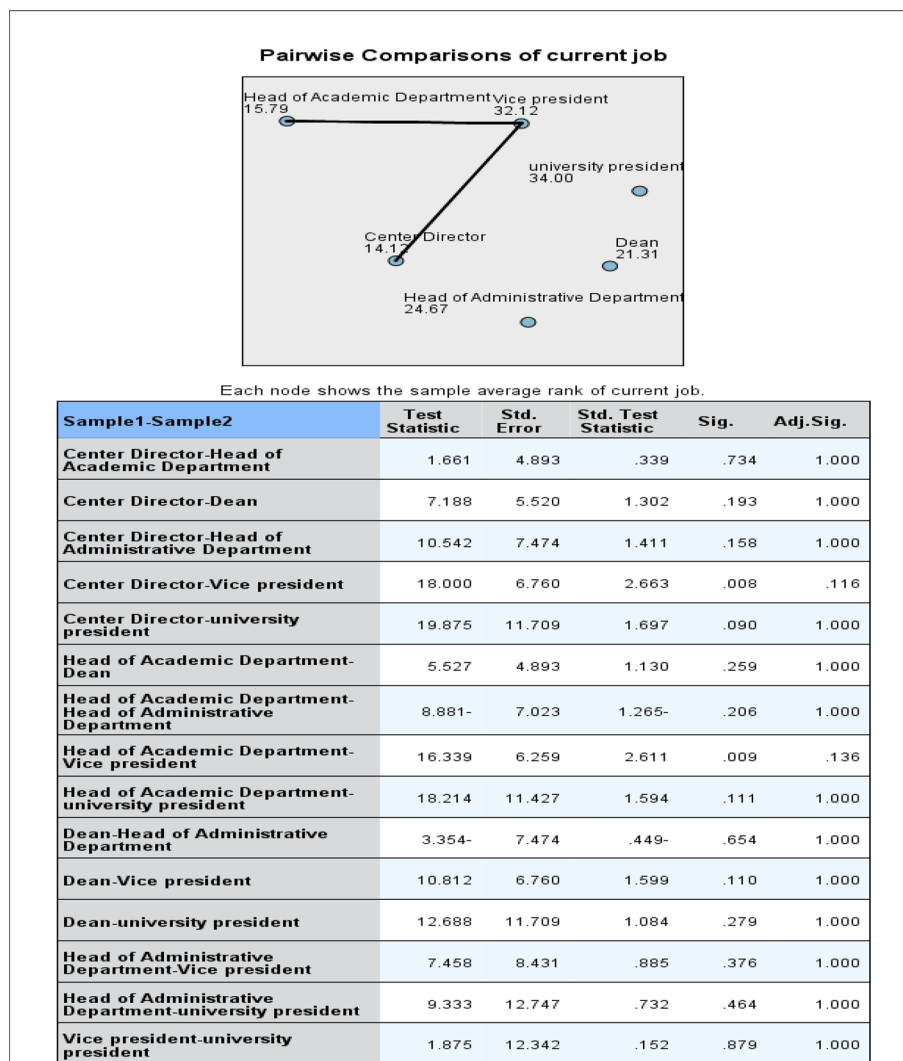 Pairwise Comparisons of current job
Head of Academic Department
15.79
Vice president
32.12
university president
34.00
Center Director
14.12
Dean
21.31
Head of Administrative Department
24.67
Each node shows the sample average rank of current job.
Sample1-Sample2 Test Statistic Std. Error Std. Test Statistic Sig. Adj.Sig.
Center Director-Head of
Academic Department 1.661 4.893 .339 .734 1.000
Center Director-Dean 7.188 5.520 1.302 .193 1.000
Center Director-Head of
Administrative Department 10.542 7.474 1.411 .158 1.000
Center Director-Vice president 18.000 6.760 2.663 .008 .116
Center Director-university
president 19.875 11.709 1.697 .090 1.000
Head of Academic Department-
Dean 5.527 4.893 1.130 .259 1.000
Head of Academic Department-
Head of Administrative
Department 8.881- 7.023 1.265- .206 1.000
Head of Academic Department-
Vice president 16.339 6.259 2.611 .009 .136
Head of Academic Department-
university president 18.214 11.427 1.594 .111 1.000
Dean-Head of Administrative
Department 3.354- 7.474 .449- .654 1.000
Dean-Vice president 10.812 6.760 1.599 .110 1.000
Dean-university president 12.688 11.709 1.084 .279 1.000
Head of Administrative
Department-Vice president 7.458 8.431 .885 .376 1.000
Head of Administrative
Department-university president 9.333 12.747 .732 .464 1.000
Vice president-university
president 1.875 12.342 .152 .879 1.000